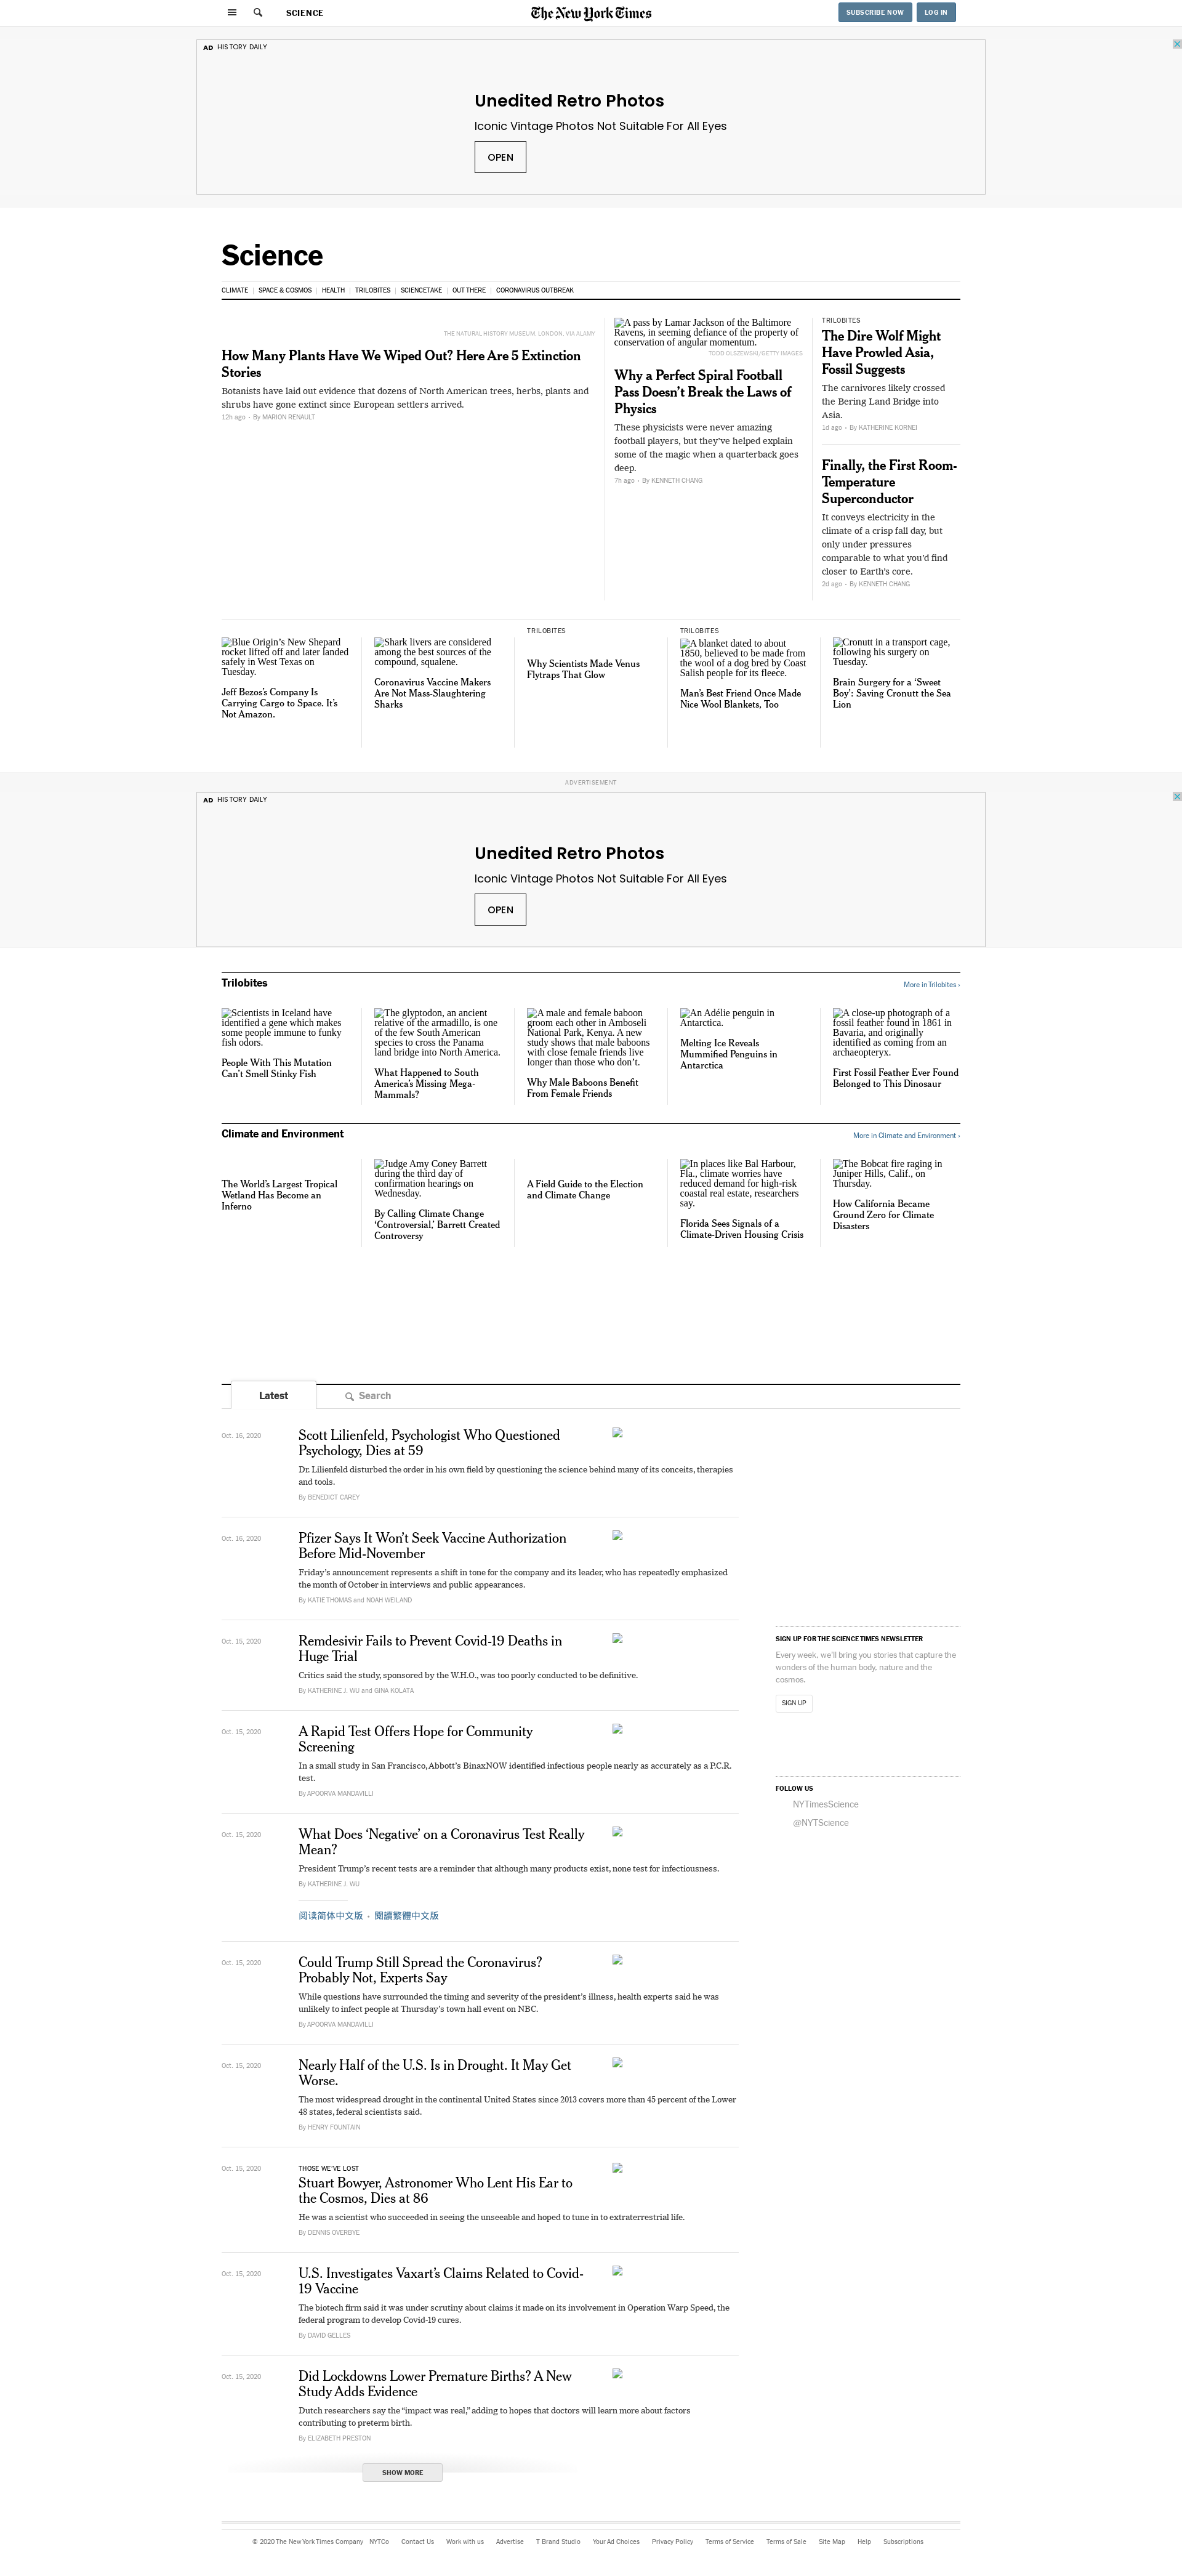 SCIENCE
The New York Times
SUBSCRIBE NOW
LOG IN
AD HISTORY DAILY
Unedited Retro Photos
Iconic Vintage Photos Not Suitable For All Eyes
OPEN
Science
CLIMATE | SPACE & COSMOS | HEALTH | TRILOBITES | SCIENCETAKE | OUT THERE | CORONAVIRUS OUTBREAK
THE NATURAL HISTORY MUSEUM, LONDON, VIA ALAMY
How Many Plants Have We Wiped Out? Here Are 5 Extinction
Stories
Botanists have laid out evidence that dozens of North American trees, herbs, plants and
shrubs have gone extinct since European settlers arrived.
12h ago • By MARION RENAULT
A pass by Lamar Jackson of the Baltimore
Ravens, in seeming defiance of the property of
conservation of angular momentum.
TODD OLSZEWSKI/GETTY IMAGES
Why a Perfect Spiral Football
Pass Doesn’t Break the Laws of
Physics
These physicists were never amazing
football players, but they’ve helped explain
some of the magic when a quarterback goes
deep.
7h ago • By KENNETH CHANG
TRILOBITES
The Dire Wolf Might
Have Prowled Asia,
Fossil Suggests
The carnivores likely crossed
the Bering Land Bridge into
Asia.
1d ago • By KATHERINE KORNEI
Finally, the First Room-
Temperature
Superconductor
It conveys electricity in the
climate of a crisp fall day, but
only under pressures
comparable to what you’d find
closer to Earth’s core.
2d ago • By KENNETH CHANG
Blue Origin’s New Shepard
rocket lifted off and later landed
safely in West Texas on
Tuesday.
Jeff Bezos’s Company Is
Carrying Cargo to Space. It’s
Not Amazon.
Shark livers are considered
among the best sources of the
compound, squalene.
Coronavirus Vaccine Makers
Are Not Mass-Slaughtering
Sharks
TRILOBITES
Why Scientists Made Venus
Flytraps That Glow
TRILOBITES
A blanket dated to about
1850, believed to be made from
the wool of a dog bred by Coast
Salish people for its fleece.
Man’s Best Friend Once Made
Nice Wool Blankets, Too
Cronutt in a transport cage,
following his surgery on
Tuesday.
Brain Surgery for a ‘Sweet
Boy’: Saving Cronutt the Sea
Lion
ADVERTISEMENT
AD HISTORY DAILY
Unedited Retro Photos
Iconic Vintage Photos Not Suitable For All Eyes
OPEN
Trilobites
More in Trilobites ›
Scientists in Iceland have
identified a gene which makes
some people immune to funky
fish odors.
People With This Mutation
Can’t Smell Stinky Fish
The glyptodon, an ancient
relative of the armadillo, is one
of the few South American
species to cross the Panama
land bridge into North America.
What Happened to South
America’s Missing Mega-
Mammals?
A male and female baboon
groom each other in Amboseli
National Park, Kenya. A new
study shows that male baboons
with close female friends live
longer than those who don’t.
Why Male Baboons Benefit
From Female Friends
An Adélie penguin in
Antarctica.
Melting Ice Reveals
Mummified Penguins in
Antarctica
A close-up photograph of a
fossil feather found in 1861 in
Bavaria, and originally
identified as coming from an
archaeopteryx.
First Fossil Feather Ever Found
Belonged to This Dinosaur
Climate and Environment
More in Climate and Environment ›
The World’s Largest Tropical
Wetland Has Become an
Inferno
Judge Amy Coney Barrett
during the third day of
confirmation hearings on
Wednesday.
By Calling Climate Change
‘Controversial,’ Barrett Created
Controversy
A Field Guide to the Election
and Climate Change
In places like Bal Harbour,
Fla., climate worries have
reduced demand for high-risk
coastal real estate, researchers
say.
Florida Sees Signals of a
Climate-Driven Housing Crisis
The Bobcat fire raging in
Juniper Hills, Calif., on
Thursday.
How California Became
Ground Zero for Climate
Disasters
Latest
Search
Oct. 16, 2020
Scott Lilienfeld, Psychologist Who Questioned
Psychology, Dies at 59
Dr. Lilienfeld disturbed the order in his own field by questioning the science behind many of its conceits, therapies
and tools.
By BENEDICT CAREY
Oct. 16, 2020
Pfizer Says It Won’t Seek Vaccine Authorization
Before Mid-November
Friday’s announcement represents a shift in tone for the company and its leader, who has repeatedly emphasized
the month of October in interviews and public appearances.
By KATIE THOMAS and NOAH WEILAND
Oct. 15, 2020
Remdesivir Fails to Prevent Covid-19 Deaths in
Huge Trial
Critics said the study, sponsored by the W.H.O., was too poorly conducted to be definitive.
By KATHERINE J. WU and GINA KOLATA
Oct. 15, 2020
A Rapid Test Offers Hope for Community
Screening
In a small study in San Francisco, Abbott’s BinaxNOW identified infectious people nearly as accurately as a P.C.R.
test.
By APOORVA MANDAVILLI
Oct. 15, 2020
What Does ‘Negative’ on a Coronavirus Test Really
Mean?
President Trump’s recent tests are a reminder that although many products exist, none test for infectiousness.
By KATHERINE J. WU
阅读简体中文版 • 閱讀繁體中文版
Oct. 15, 2020
Could Trump Still Spread the Coronavirus?
Probably Not, Experts Say
While questions have surrounded the timing and severity of the president’s illness, health experts said he was
unlikely to infect people at Thursday’s town hall event on NBC.
By APOORVA MANDAVILLI
Oct. 15, 2020
Nearly Half of the U.S. Is in Drought. It May Get
Worse.
The most widespread drought in the continental United States since 2013 covers more than 45 percent of the Lower
48 states, federal scientists said.
By HENRY FOUNTAIN
Oct. 15, 2020
THOSE WE’VE LOST
Stuart Bowyer, Astronomer Who Lent His Ear to
the Cosmos, Dies at 86
He was a scientist who succeeded in seeing the unseeable and hoped to tune in to extraterrestrial life.
By DENNIS OVERBYE
Oct. 15, 2020
U.S. Investigates Vaxart’s Claims Related to Covid-
19 Vaccine
The biotech firm said it was under scrutiny about claims it made on its involvement in Operation Warp Speed, the
federal program to develop Covid-19 cures.
By DAVID GELLES
Oct. 15, 2020
Did Lockdowns Lower Premature Births? A New
Study Adds Evidence
Dutch researchers say the “impact was real,” adding to hopes that doctors will learn more about factors
contributing to preterm birth.
By ELIZABETH PRESTON
SHOW MORE
SIGN UP FOR THE SCIENCE TIMES NEWSLETTER
Every week, we’ll bring you stories that capture the
wonders of the human body, nature and the
cosmos.
SIGN UP
FOLLOW US
NYTimesScience
@NYTScience
© 2020 The New York Times Company NYTCo Contact Us Work with us Advertise T Brand Studio Your Ad Choices Privacy Policy Terms of Service Terms of Sale Site Map Help Subscriptions